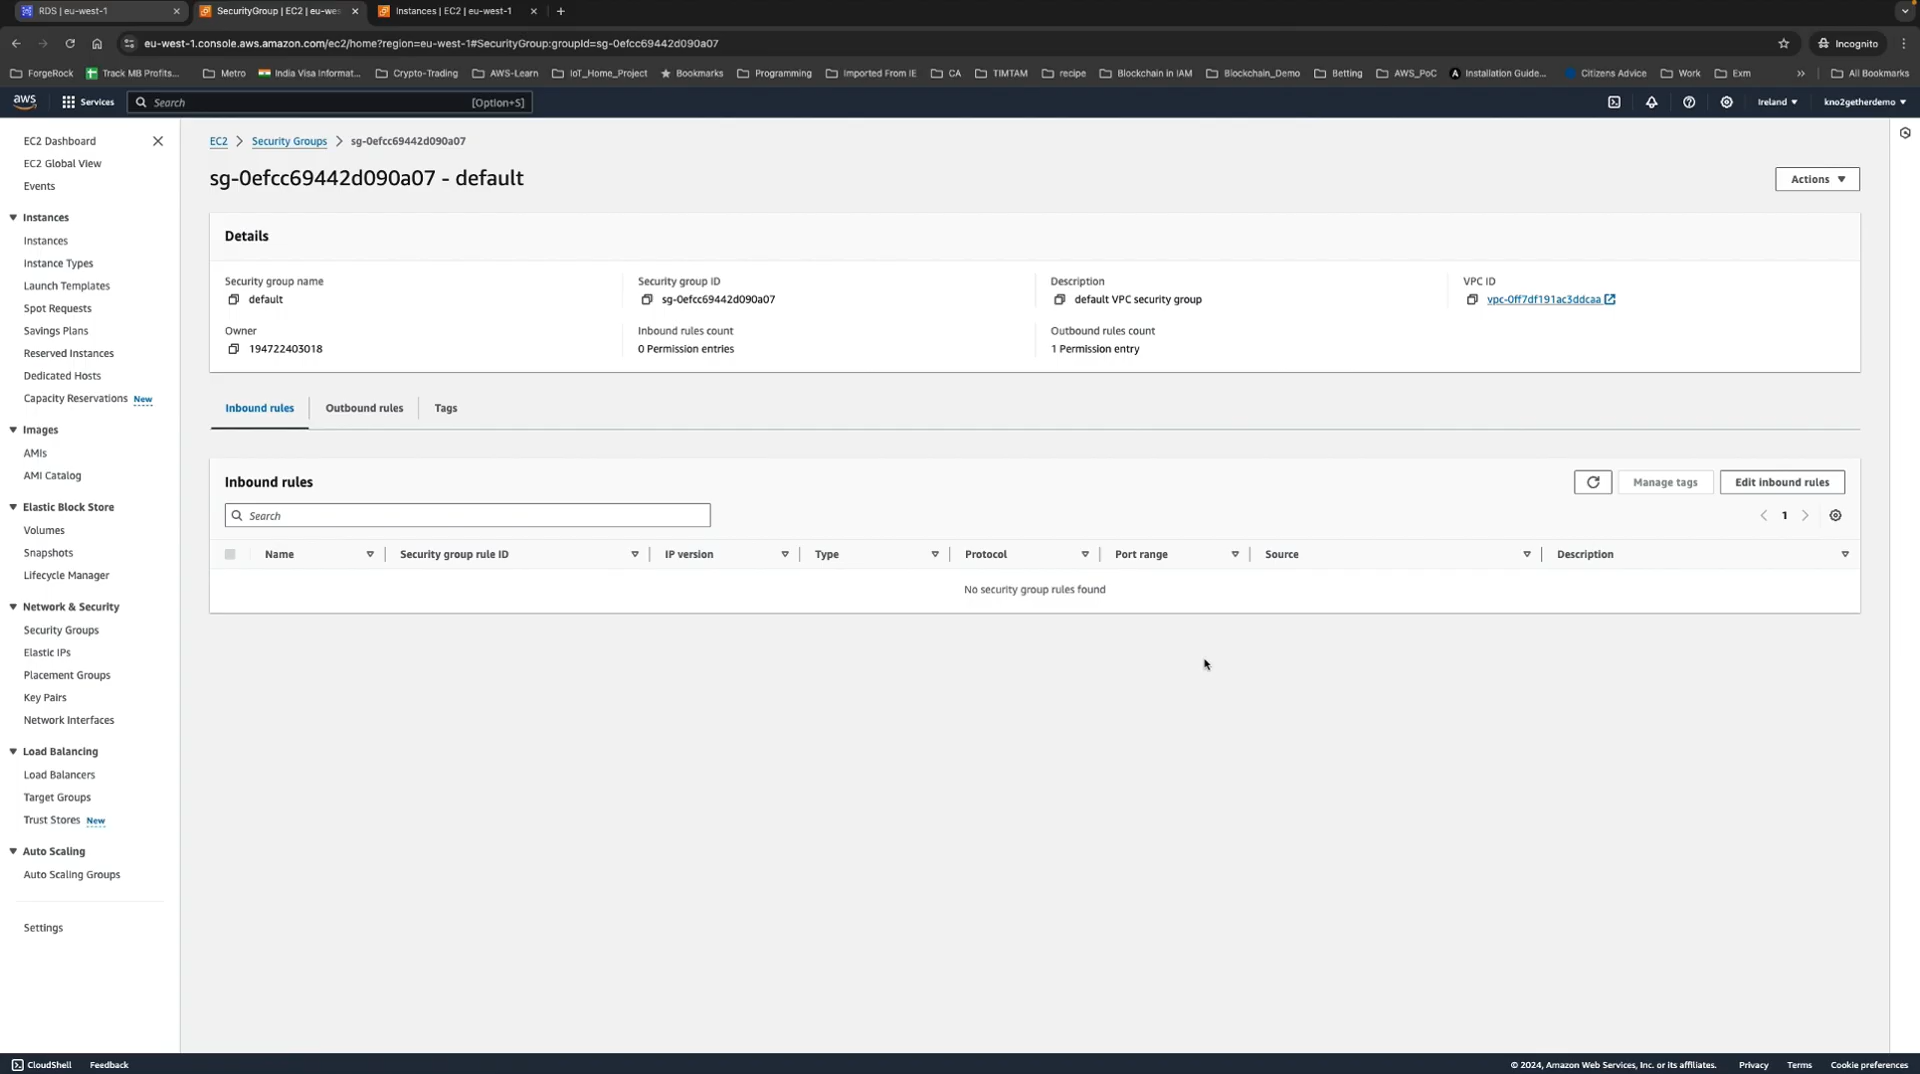 RDS | eu-west-1
SecurityGroup | EC2 | eu-wes
Instances | EC2 | eu-west-1
eu-west-1.console.aws.amazon.com/ec2/home?region=eu-west-1#SecurityGroup:groupId=sg-0efcc69442d090a07
Incognito
ForgeRock
Track MB Profits...
Metro
India Visa Informat...
Crypto-Trading
AWS-Learn
IoT_Home_Project
Bookmarks
Programming
Imported From IE
CA
TIMTAM
recipe
Blockchain in IAM
Blockchain_Demo
Betting
AWS_PoC
Installation Guide...
Citizens Advice
Work
Exm
»
All Bookmarks
aws
Services
Search
[Option+S]
Ireland
kno2getherdemo
EC2 Dashboard
EC2 Global View
Events
Instances
Instances
Instance Types
Launch Templates
Spot Requests
Savings Plans
Reserved Instances
Dedicated Hosts
Capacity Reservations New
Images
AMIs
AMI Catalog
Elastic Block Store
Volumes
Snapshots
Lifecycle Manager
Network & Security
Security Groups
Elastic IPs
Placement Groups
Key Pairs
Network Interfaces
Load Balancing
Load Balancers
Target Groups
Trust Stores New
Auto Scaling
Auto Scaling Groups
Settings
EC2 > Security Groups > sg-0efcc69442d090a07
sg-0efcc69442d090a07 - default
Actions
Details
Security group name
default
Security group ID
sg-0efcc69442d090a07
Description
default VPC security group
VPC ID
vpc-0ff7df191ac3ddcaa
Owner
194722403018
Inbound rules count
0 Permission entries
Outbound rules count
1 Permission entry
Inbound rules
Outbound rules
Tags
Inbound rules
Manage tags
Edit inbound rules
Search
1
Name
Security group rule ID
IP version
Type
Protocol
Port range
Source
Description
No security group rules found
CloudShell
Feedback
© 2024, Amazon Web Services, Inc. or its affiliates.
Privacy
Terms
Cookie preferences